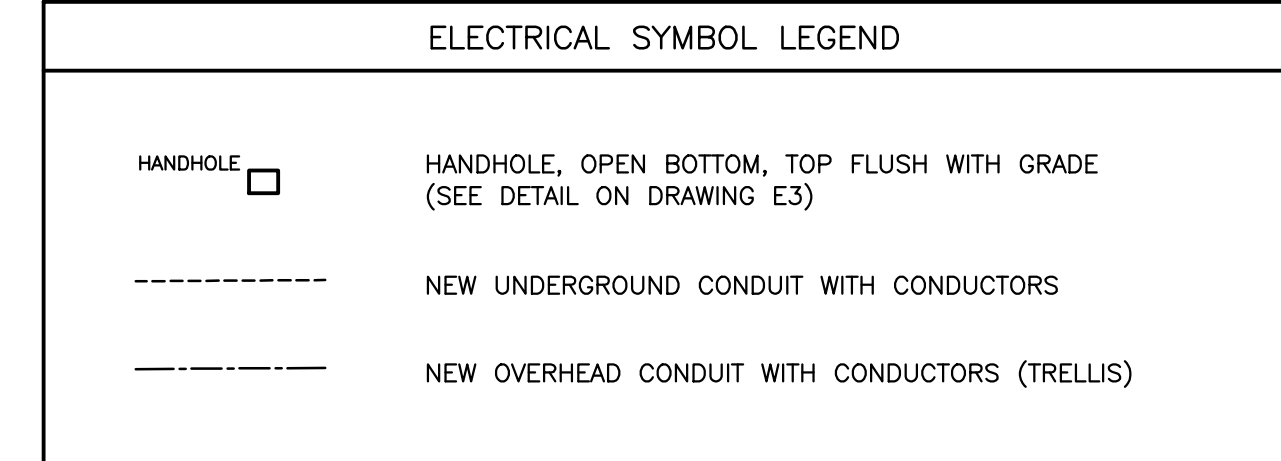 ELECTRICAL SYMBOL LEGEND
HANDHOLE
HANDHOLE, OPEN BOTTOM, TOP FLUSH WITH GRADE
(SEE DETAIL ON DRAWING E3)
NEW UNDERGROUND CONDUIT WITH CONDUCTORS
NEW OVERHEAD CONDUIT WITH CONDUCTORS (TRELLIS)